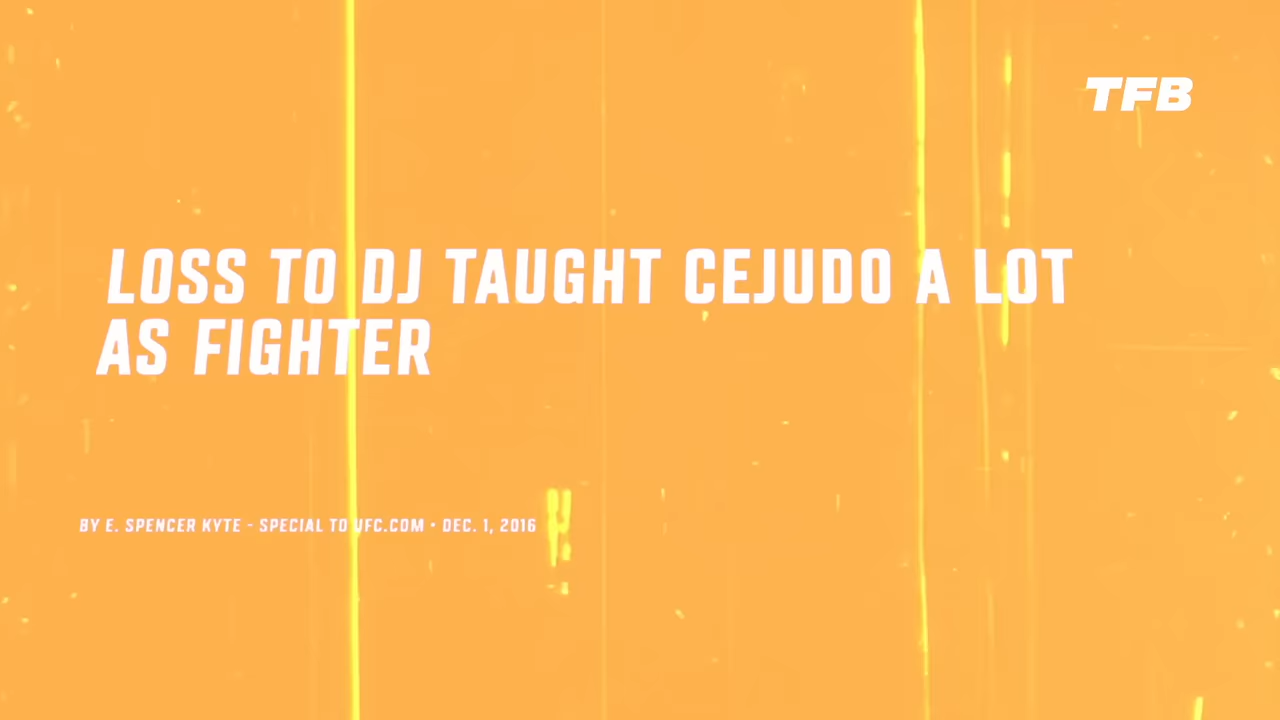 TFB
LOSS TO DJ TAUGHT CEJUDO A LOT
AS FIGHTER
BY E. SPENCER KYTE - SPECIAL TO UFC.COM • DEC. 1, 2016